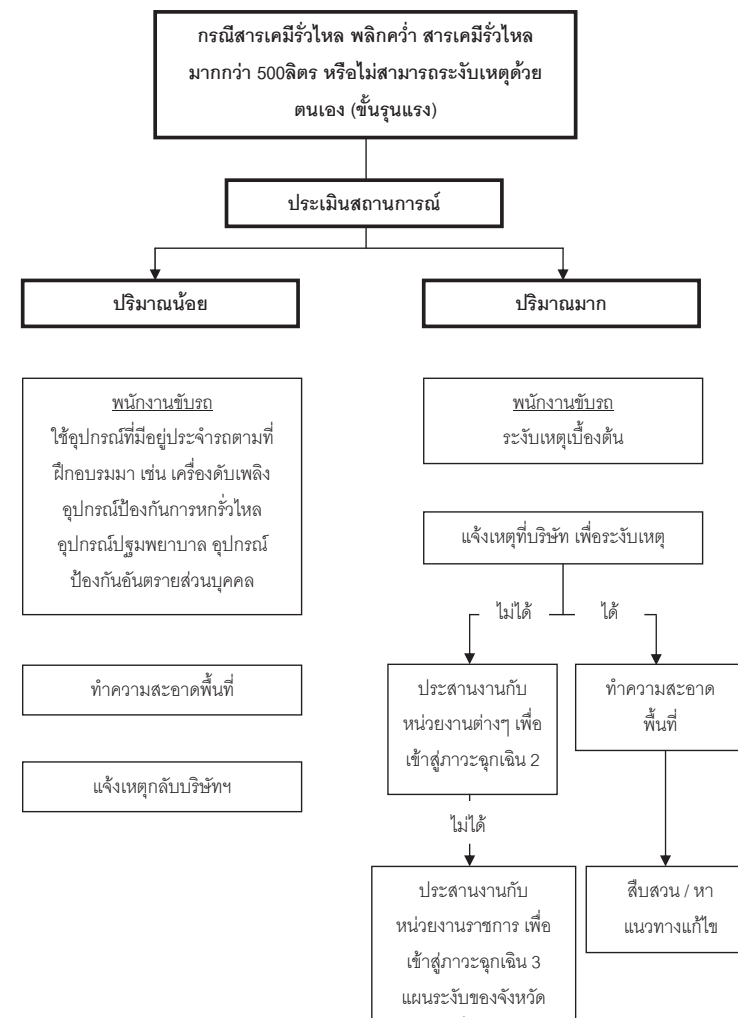 กรณีสารเคมีรั่วไหล พลิกคว่ำ สารเคมีรั่วไหล
มากกว่า 500ลิตร หรือไม่สามารถระงับเหตุด้วย
ตนเอง (ขั้นรุนแรง)
ประเมินสถานการณ์
ปริมาณน้อย
ปริมาณมาก
พนักงานขับรถ
ใช้อุปกรณ์ที่มีอยู่ประจำรถตามที่
ฝึกอบรมมา เช่น เครื่องดับเพลิง
อุปกรณ์ป้องกันการหกรั่วไหล
อุปกรณ์ปฐมพยาบาล อุปกรณ์
ป้องกันอันตรายส่วนบุคคล
ทำความสะอาดพื้นที่
แจ้งเหตุกลับบริษัทฯ
พนักงานขับรถ
ระงับเหตุเบื้องต้น
แจ้งเหตุที่บริษัท เพื่อระงับเหตุ
ไม่ได้
ได้
ประสานงานกับ
หน่วยงานต่างๆ เพื่อ
เข้าสู่ภาวะฉุกเฉิน 2
ทำความสะอาด
พื้นที่
ไม่ได้
ประสานงานกับ
หน่วยงานราชการ เพื่อ
เข้าสู่ภาวะฉุกเฉิน 3
แผนระงับของจังหวัด
สืบสวน / หา
แนวทางแก้ไข